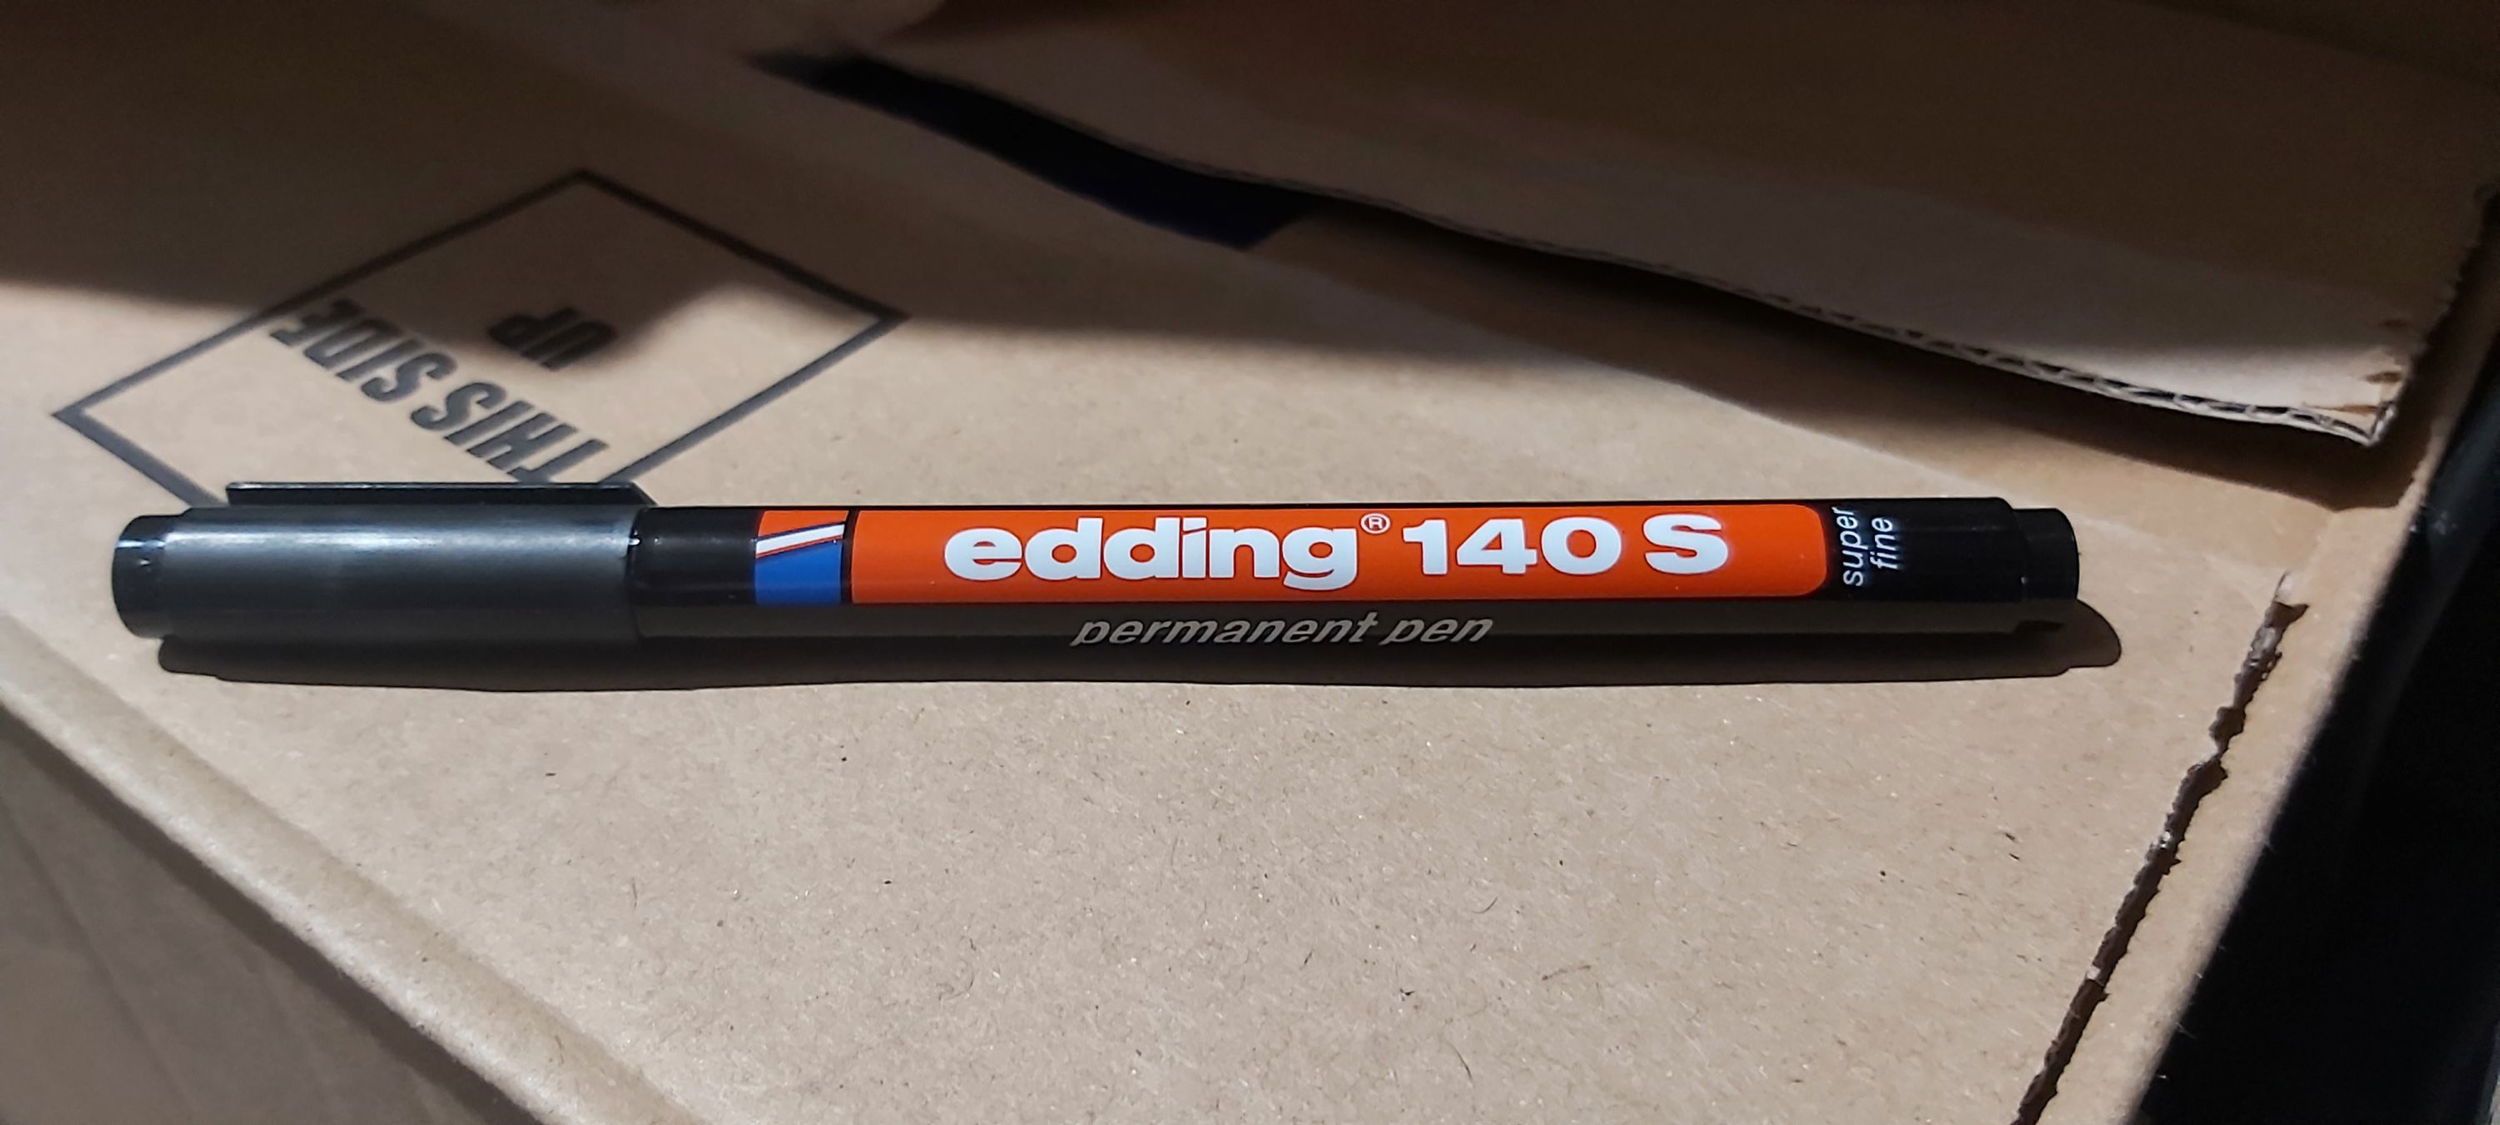 THIS SIDE
UP
edding® 140 S
super
fine
permanent pen